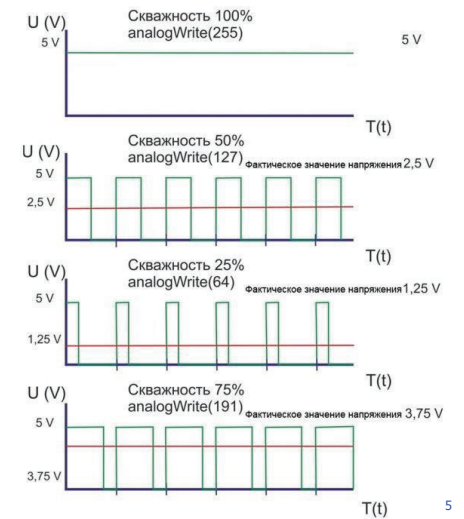 Скважность 100%
U (V)
analogWrite(255)
5 V
5 V
T(t)
Скважность 50%
U (V)
analogWrite(127)
Фактическое значение напряжения 2,5 V
5 V
2,5 V
T(t)
Скважность 25%
U (V)
analogWrite(64)
Фактическое значение напряжения 1,25 V
5 V
1,25 V
T(t)
Скважность 75%
U (V)
analogWrite(191)
Фактическое значение напряжения 3,75 V
5 V
3,75 V
T(t)
5